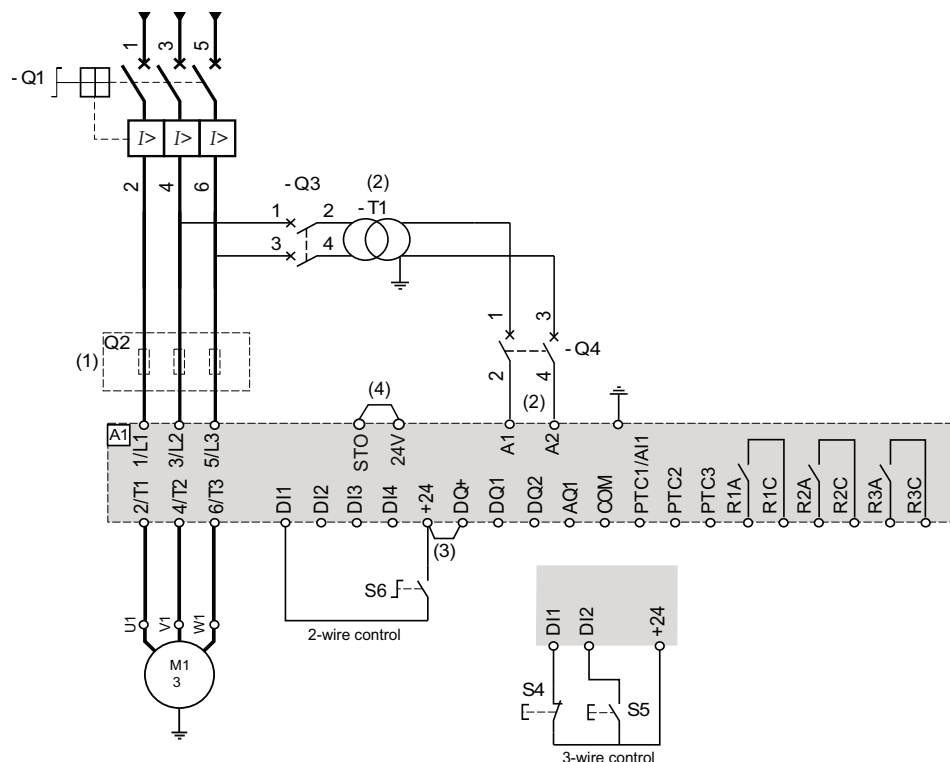 1 3 5
- Q1
I> I> I>
2 4 6
- Q3 (2)
1 2 - T1
3 4
1 3
- Q4
2 4
(2)
Q2
(1)
(4)
A1
1/L1 3/L2 5/L3 STO 24V A1 A2
2/T1 4/T2 6/T3 DI1 DI2 DI3 DI4 +24 DQ+ DQ1 DQ2 AQ1 COM PTC1/AI1 PTC2 PTC3 R1A R1C R2A R2C R3A R3C
(3)
S6
2-wire control
U1 V1 W1
M1
3
DI1 DI2 +24
S4 S5
3-wire control